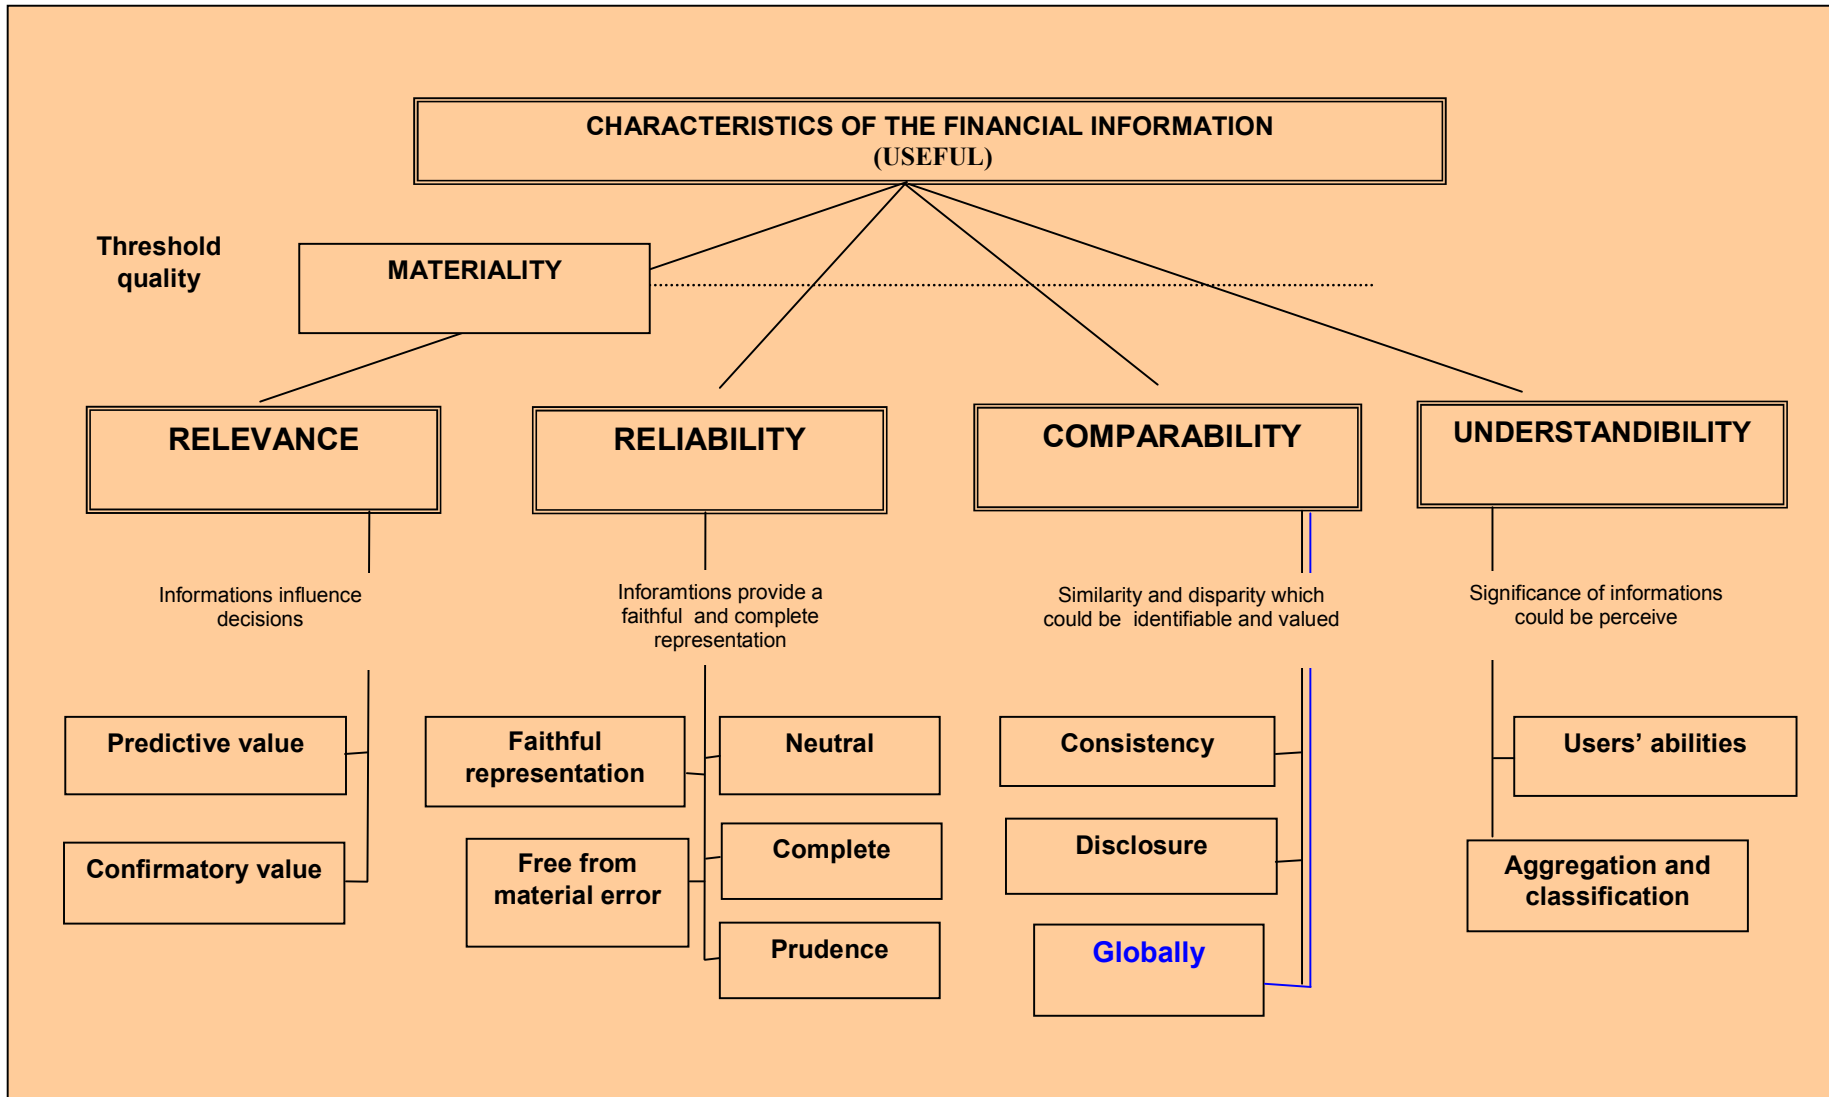 CHARACTERISTICS OF THE FINANCIAL INFORMATION
(USEFUL)
Threshold
quality
MATERIALITY
RELEVANCE
RELIABILITY
COMPARABILITY
UNDERSTANDIBILITY
Informations influence
decisions
Inforamtions provide a
faithful and complete
representation
Similarity and disparity which
could be identifiable and valued
Significance of informations
could be perceive
Predictive value
Confirmatory value
Faithful
representation
Free from
material error
Neutral
Complete
Prudence
Consistency
Disclosure
Globally
Users’ abilities
Aggregation and
classification